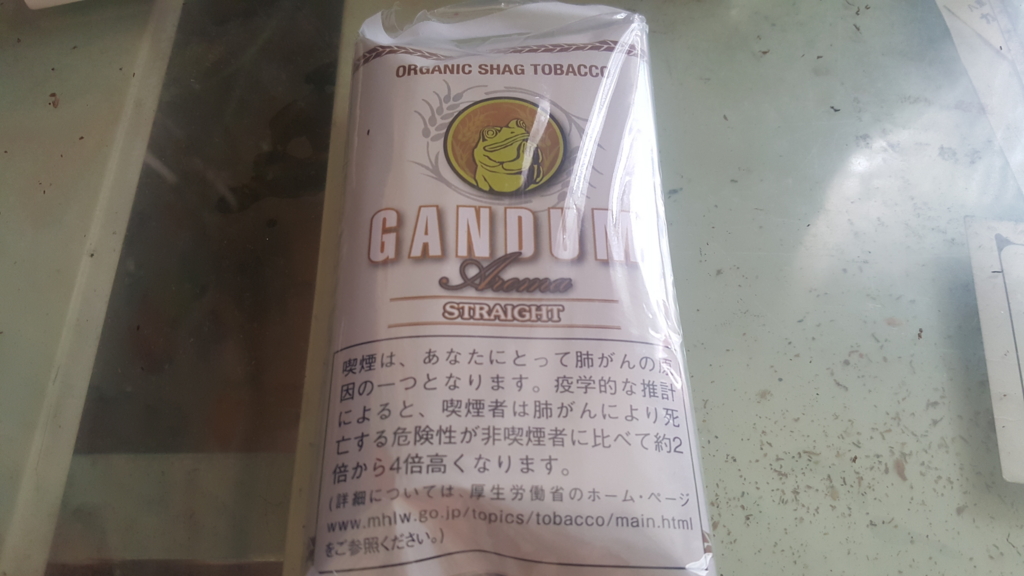 ORGANIC SHAG TOBACCO
GANDUM
Aroma
STRAIGHT
喫煙は、あなたにとって肺がんの原
因の一つとなります。疫学的な推計
によると、喫煙者は肺がんにより死
亡する危険性が非喫煙者に比べて約2
倍から4倍高くなります。
(詳細については、厚生労働省のホーム・ページ
www.mhlw.go.jp/topics/tobacco/main.html
をご参照ください。)